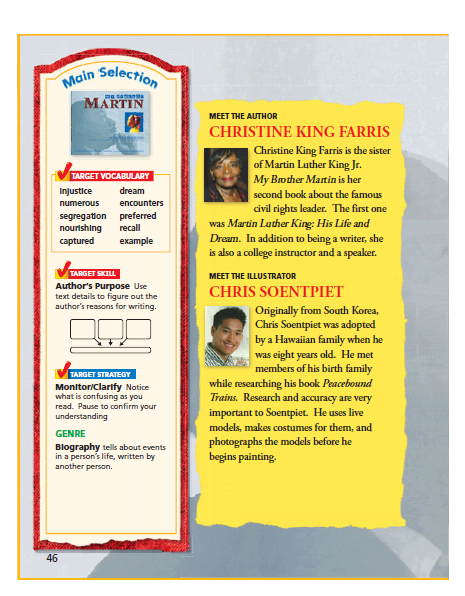 Main Selection
MY BROTHER
MARTIN
TARGET VOCABULARY
injustice dream
numerous encounters
segregation preferred
nourishing recall
captured example
TARGET SKILL
Author's Purpose Use
text details to figure out the
author's reasons for writing.
TARGET STRATEGY
Monitor/Clarify Notice
what is confusing as you
read. Pause to confirm your
understanding
GENRE
Biography tells about events
in a person's life, written by
another person.
46
MEET THE AUTHOR
CHRISTINE KING FARRIS
Christine King Farris is the sister
of Martin Luther King Jr.
My Brother Martin is her
second book about the famous
civil rights leader. The first one
was Martin Luther King: His Life and
Dream. In addition to being a writer, she
is also a college instructor and a speaker.
MEET THE ILLUSTRATOR
CHRIS SOENTPIET
Originally from South Korea,
Chris Soentpiet was adopted
by a Hawaiian family when he
was eight years old. He met
members of his birth family
while researching his book Peacebound
Trains. Research and accuracy are very
important to Soentpiet. He uses live
models, makes costumes for them, and
photographs the models before he
begins painting.